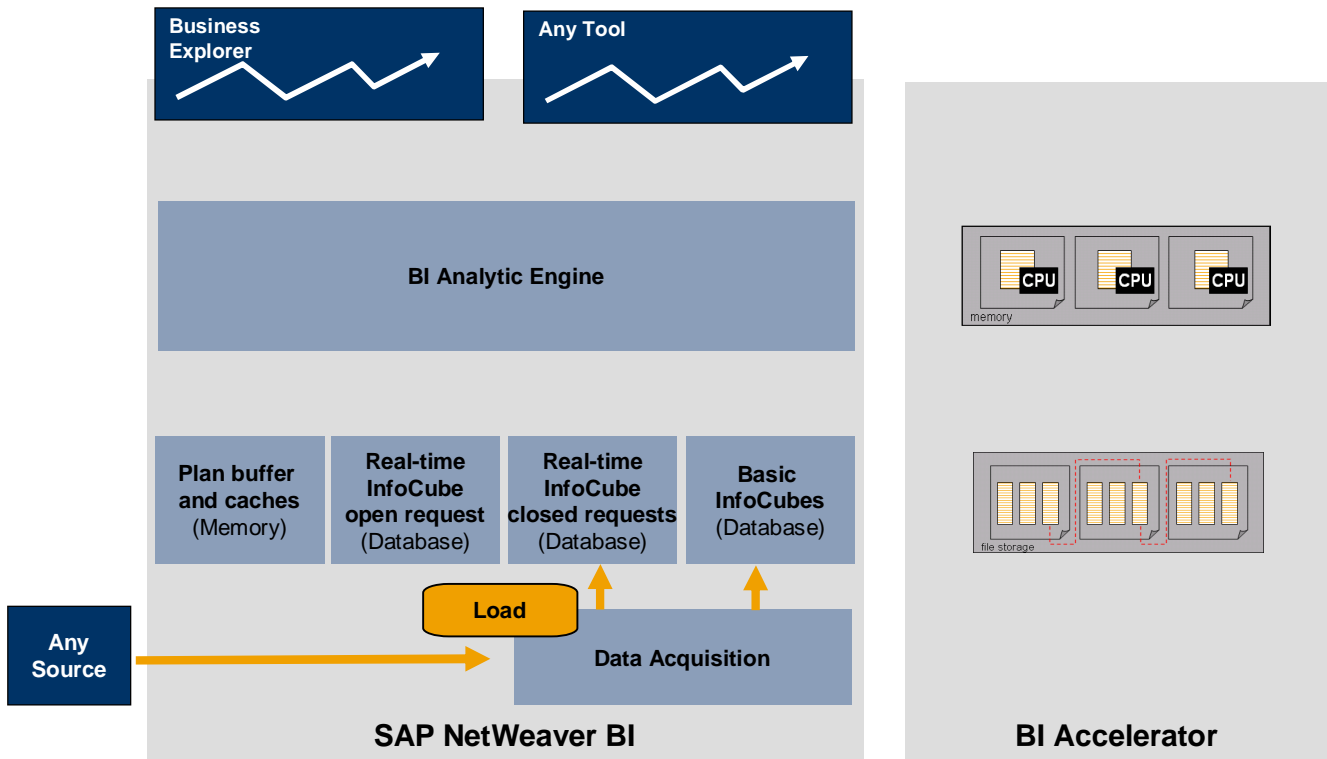 Business
Explorer
Any Tool
BI Analytic Engine
CPU
CPU
CPU
memory
Plan buffer
and caches
(Memory)
Real-time
InfoCube
open request
(Database)
Real-time
InfoCube
closed requests
(Database)
Basic
InfoCubes
(Database)
file storage
Load
Any
Source
Data Acquisition
SAP NetWeaver BI
BI Accelerator